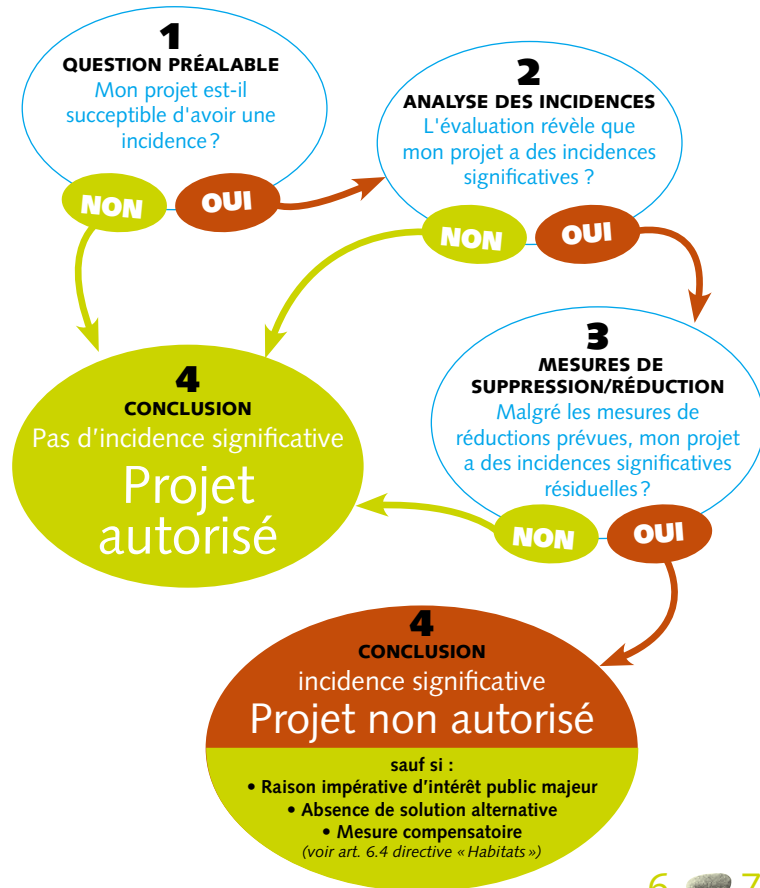 1
QUESTION PRÉALABLE
Mon projet est-il
succeptible d'avoir une
incidence ?
NON
OUI
2
ANALYSE DES INCIDENCES
L'évaluation révèle que
mon projet a des incidences
significatives ?
NON
OUI
3
MESURES DE
SUPPRESSION/RÉDUCTION
Malgré les mesures de
réductions prévues, mon projet
a des incidences significatives
résiduelles ?
NON
OUI
4
CONCLUSION
Pas d'incidence significative
Projet
autorisé
4
CONCLUSION
incidence significative
Projet non autorisé
sauf si :
• Raison impérative d'intérêt public majeur
• Absence de solution alternative
• Mesure compensatoire
(voir art. 6.4 directive « Habitats »)
6 7